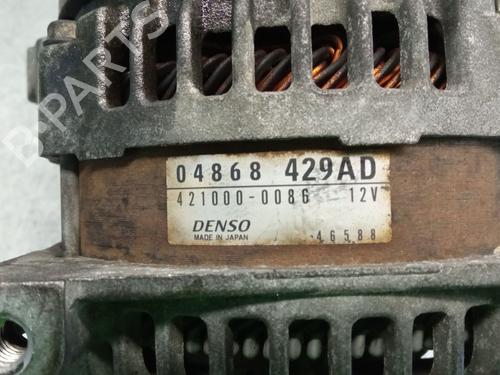 B-PARTS
04868 429AD
421000-0086 12V
DENSO
MADE IN JAPAN
46588